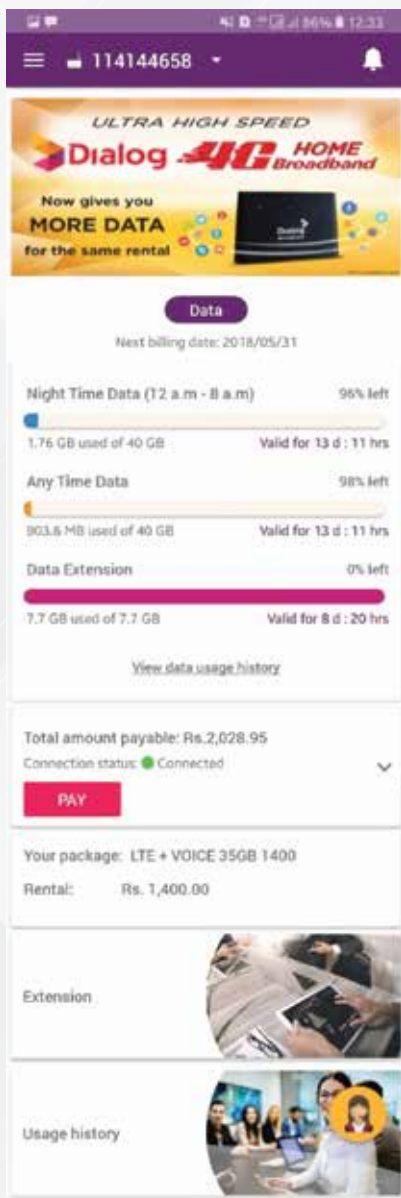 86% 12:33
114144658
ULTRA HIGH SPEED
Dialog 4G HOME
Broadband
Now gives you
MORE DATA
for the same rental
Data
Next billing date: 2018/05/31
Night Time Data (12 a.m - 8 a.m) 96% left
1.76 GB used of 40 GB Valid for 13 d : 11 hrs
Any Time Data 98% left
903.6 MB used of 40 GB Valid for 13 d : 11 hrs
Data Extension 0% left
7.7 GB used of 7.7 GB Valid for 8 d : 20 hrs
View data usage history
Total amount payable: Rs.2,028.95
Connection status: Connected
PAY
Your package: LTE + VOICE 35GB 1400
Rental: Rs. 1,400.00
Extension
Usage history